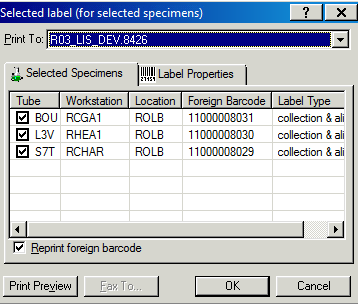 Selected label (for selected specimens)
Print To: R03_LIS_DEV.8426
Selected Specimens Label Properties
Tube Workstation Location Foreign Barcode Label Type
BOU RCGA1 ROLB 11000008031 collection & ali
L3V RHEA1 ROLB 11000008030 collection & ali
S7T RCHAR ROLB 11000008029 collection & ali
Reprint foreign barcode
Print Preview Fax To... OK Cancel